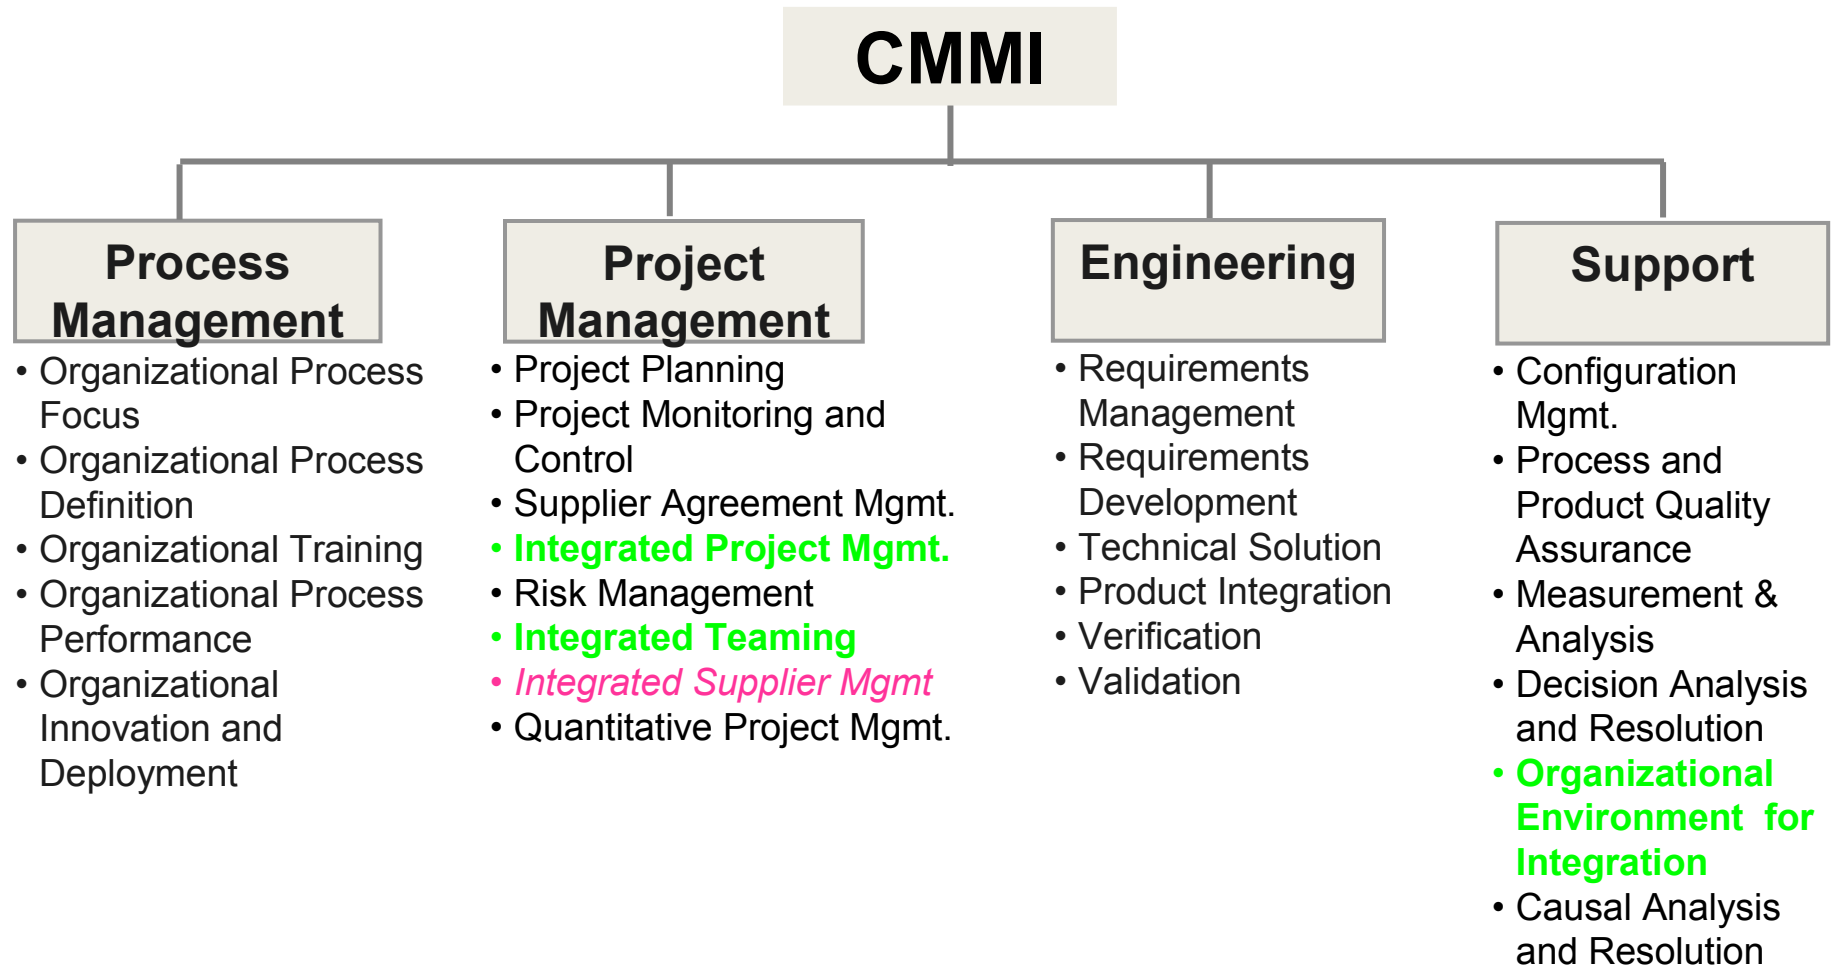 CMMI
Process
Management
• Organizational Process
Focus
• Organizational Process
Definition
• Organizational Training
• Organizational Process
Performance
• Organizational
Innovation and
Deployment
Project
Management
• Project Planning
• Project Monitoring and
Control
• Supplier Agreement Mgmt.
• Integrated Project Mgmt.
• Risk Management
• Integrated Teaming
• Integrated Supplier Mgmt
• Quantitative Project Mgmt.
Engineering
• Requirements
Management
• Requirements
Development
• Technical Solution
• Product Integration
• Verification
• Validation
Support
• Configuration
Mgmt.
• Process and
Product Quality
Assurance
• Measurement &
Analysis
• Decision Analysis
and Resolution
• Organizational
Environment for
Integration
• Causal Analysis
and Resolution